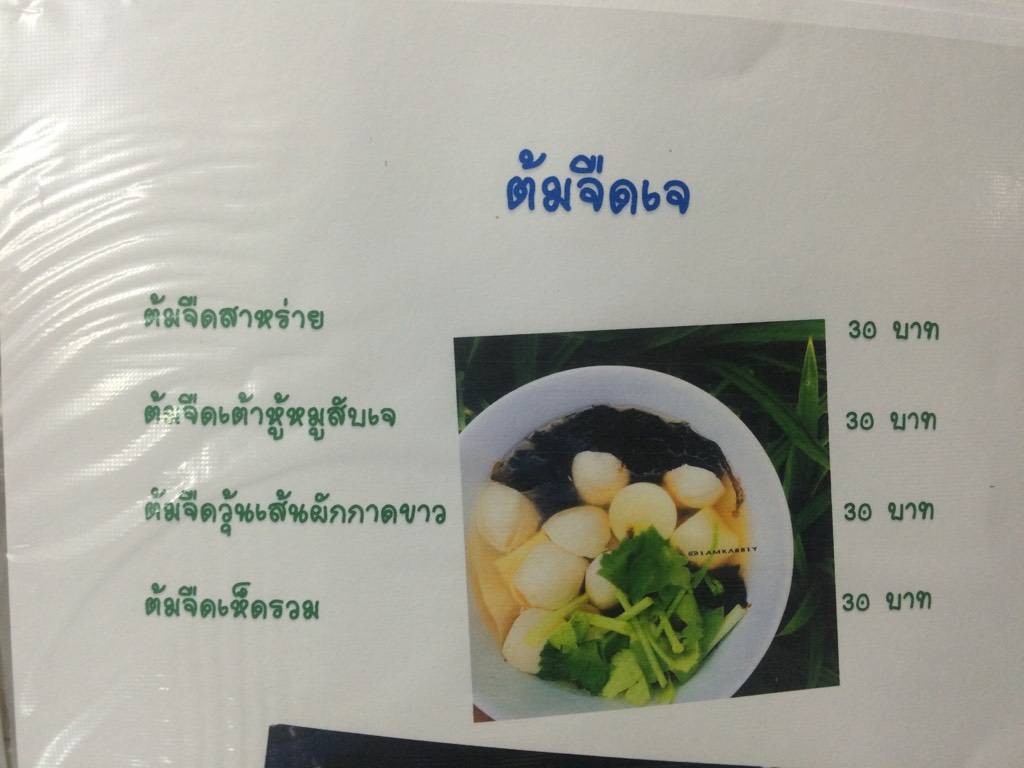 ต้มจืดเจ
ต้มจืดสาหร่าย 30 บาท
ต้มจืดเต้าหู้หมูสับเจ 30 บาท
ต้มจืดวุ้นเส้นผักกาดขาว 30 บาท
ต้มจืดเห็ดรวม 30 บาท
@IAMKABBIY